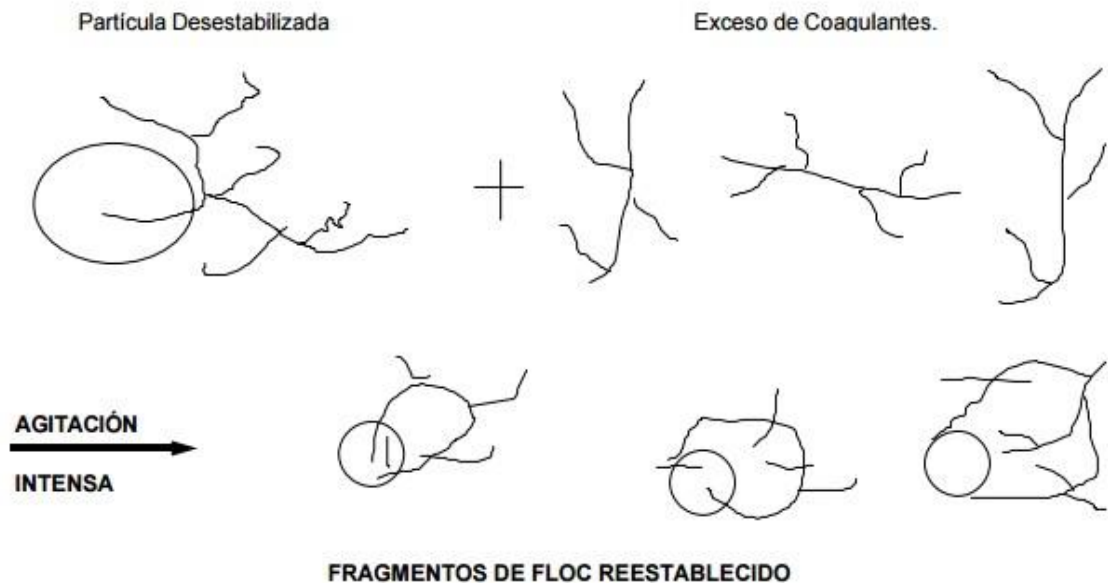 Partícula Desestabilizada
Exceso de Coagulantes.
AGITACIÓN
INTENSA
FRAGMENTOS DE FLOC REESTABLECIDO